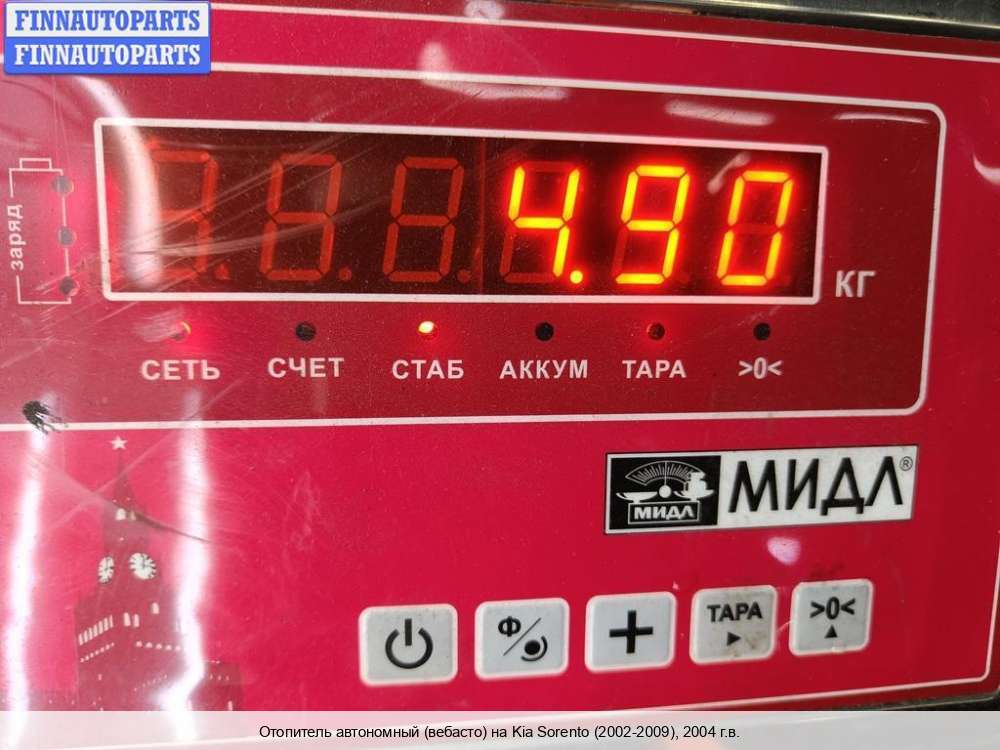 FINNAUTOPARTS
FINNAUTOPARTS
заряд
4.90
КГ
СЕТЬ СЧЕТ СТАБ АККУМ ТАРА >0<
МИДЛ МИДЛ®
Ф ТАРА >0<
Отопитель автономный (вебасто) на Kia Sorento (2002-2009), 2004 г.в.